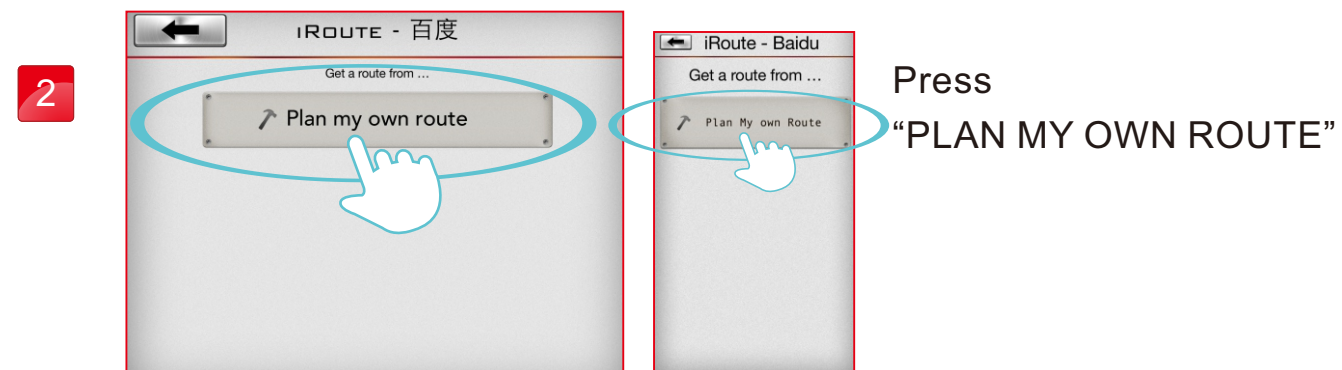 2
iRoute - 百度
Get a route from ...
Plan my own route
iRoute - Baidu
Get a route from ...
Plan My own Route
Press
“PLAN MY OWN ROUTE”